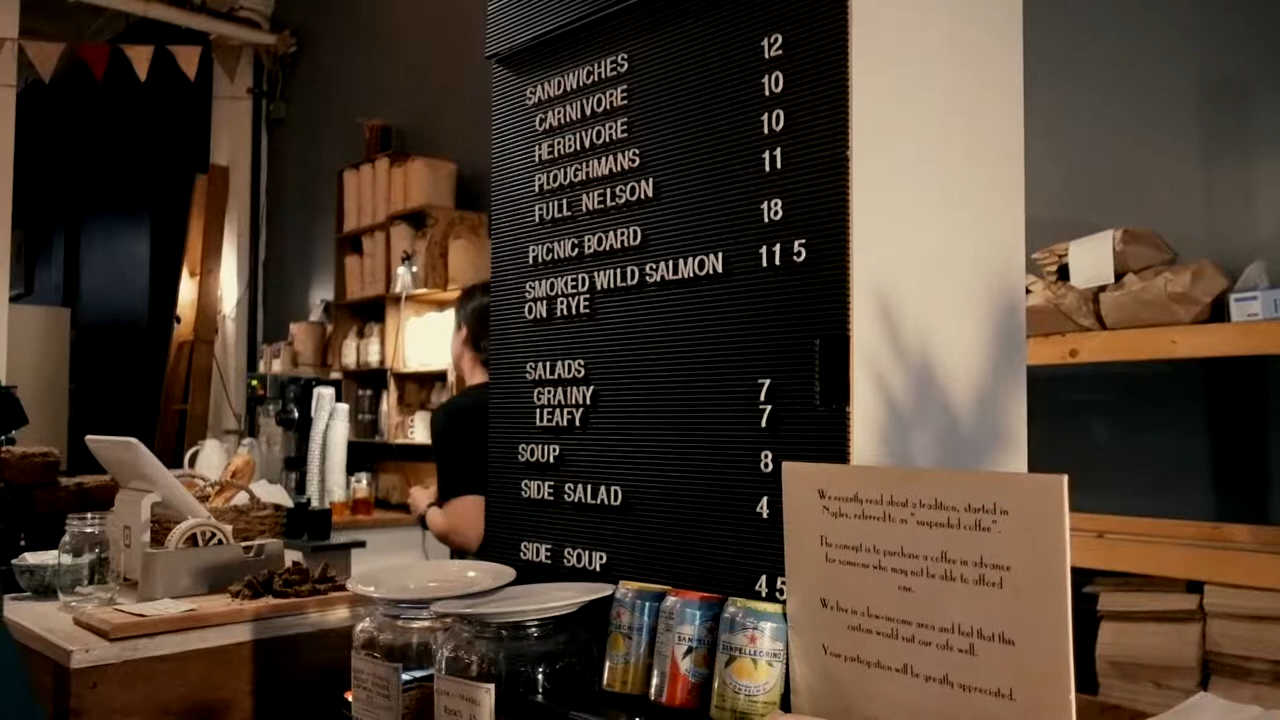 SANDWICHES 12
CARNIVORE 10
HERBIVORE 10
PLOUGHMANS 11
FULL NELSON
PICNIC BOARD 18
SMOKED WILD SALMON 11 5
ON RYE
SALADS
GRAINY 7
LEAFY 7
SOUP 8
SIDE SALAD 4
SIDE SOUP 4 5
We recently read about a tradition, started in
Naples, referred to as "suspended coffee".
The concept is to purchase a coffee in advance
for someone who may not be able to afford
one.
We live in a low-income area and feel that this
custom would suit our cafe well.
Your participation will be greatly appreciated.
SANPELLEGRINO